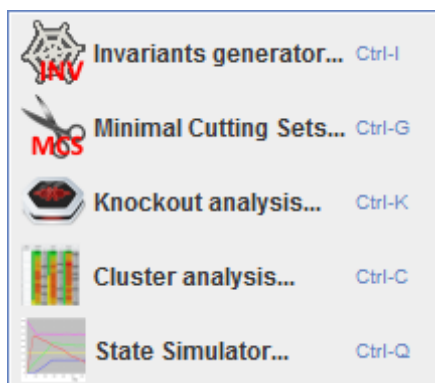 INV Invariants generator... Ctrl-I
MCS Minimal Cutting Sets... Ctrl-G
Knockout analysis... Ctrl-K
Cluster analysis... Ctrl-C
State Simulator... Ctrl-Q